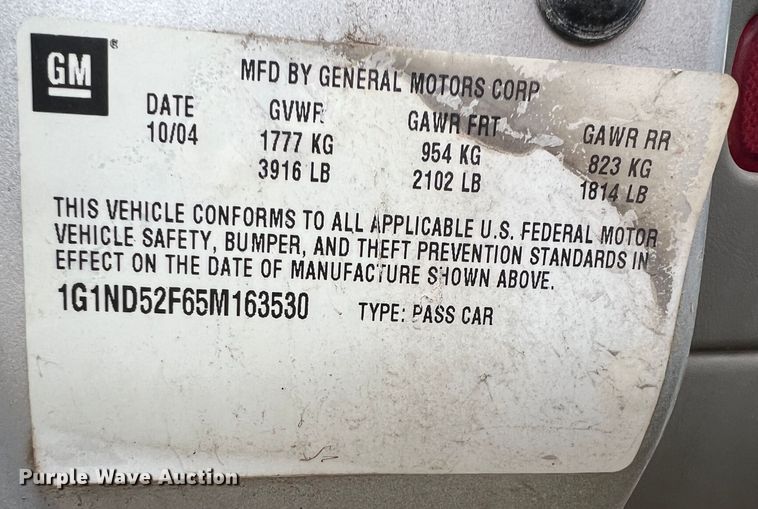 GM®
MFD BY GENERAL MOTORS CORP
DATE GVWR GAWR FRT GAWR RR
10/04 1777 KG 954 KG 823 KG
3916 LB 2102 LB 1814 LB
THIS VEHICLE CONFORMS TO ALL APPLICABLE U.S. FEDERAL MOTOR
VEHICLE SAFETY, BUMPER, AND THEFT PREVENTION STANDARDS IN
EFFECT ON THE DATE OF MANUFACTURE SHOWN ABOVE.
1G1ND52F65M163530 TYPE: PASS CAR
Purple Wave Auction